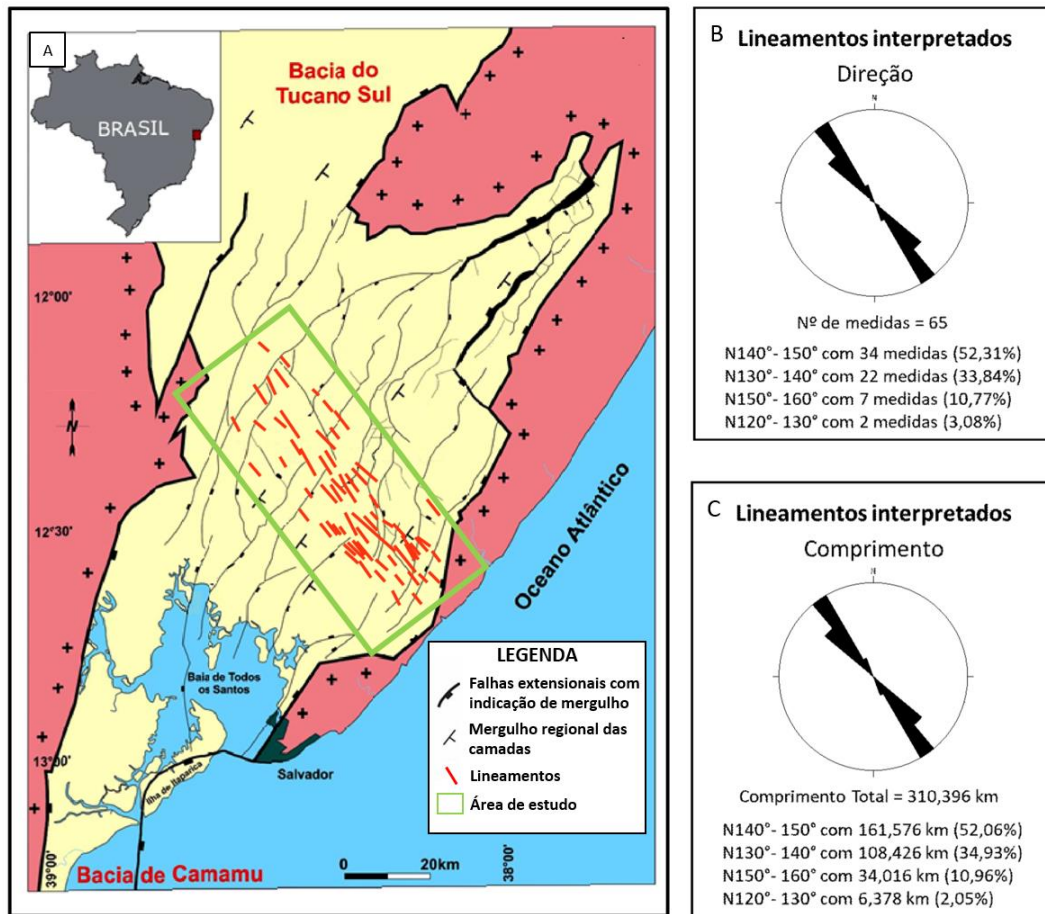 A
BRASIL
Bacia do
Tucano Sul
12°00'
N
12°30'
Oceano Atlântico
Baia de Todos
os Santos
13°00'
Ilha de Itaparica
Salvador
39°00'
Bacia de Camamu
0
20km
38°00'
LEGENDA
Falhas extensionais com
indicação de mergulho
Mergulho regional das
camadas
Lineamentos
Área de estudo
B
Lineamentos interpretados
Direção
N
Nº de medidas = 65
N140°- 150° com 34 medidas (52,31%)
N130°- 140° com 22 medidas (33,84%)
N150°- 160° com 7 medidas (10,77%)
N120°- 130° com 2 medidas (3,08%)
C
Lineamentos interpretados
Comprimento
N
Comprimento Total = 310,396 km
N140°- 150° com 161,576 km (52,06%)
N130°- 140° com 108,426 km (34,93%)
N150°- 160° com 34,016 km (10,96%)
N120°- 130° com 6,378 km (2,05%)